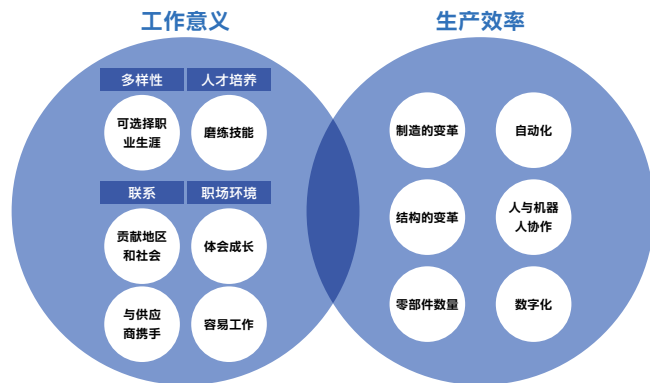 工作意义
生产效率
多样性
人才培养
可选择职
业生涯
磨练技能
联系
职场环境
贡献地区
和社会
体会成长
与供应
商携手
容易工作
制造的变革
自动化
结构的变革
人与机器
人协作
零部件数量
数字化